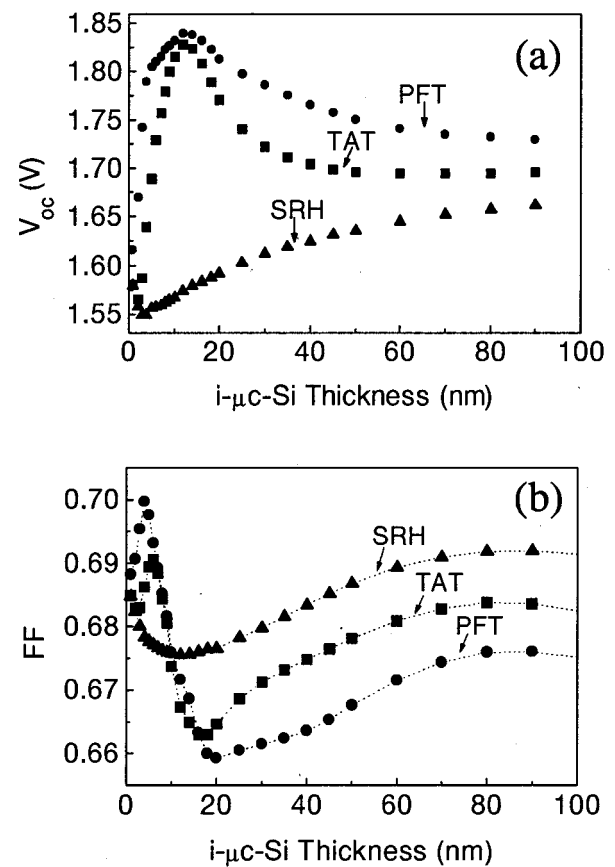 (a)
1.85
1.80
1.75
1.70
1.65
1.60
1.55
V_oc (V)
PFT
TAT
SRH
0 20 40 60 80 100
i-μc-Si Thickness (nm)
(b)
0.70
0.69
0.68
0.67
0.66
FF
SRH
TAT
PFT
0 20 40 60 80 100
i-μc-Si Thickness (nm)